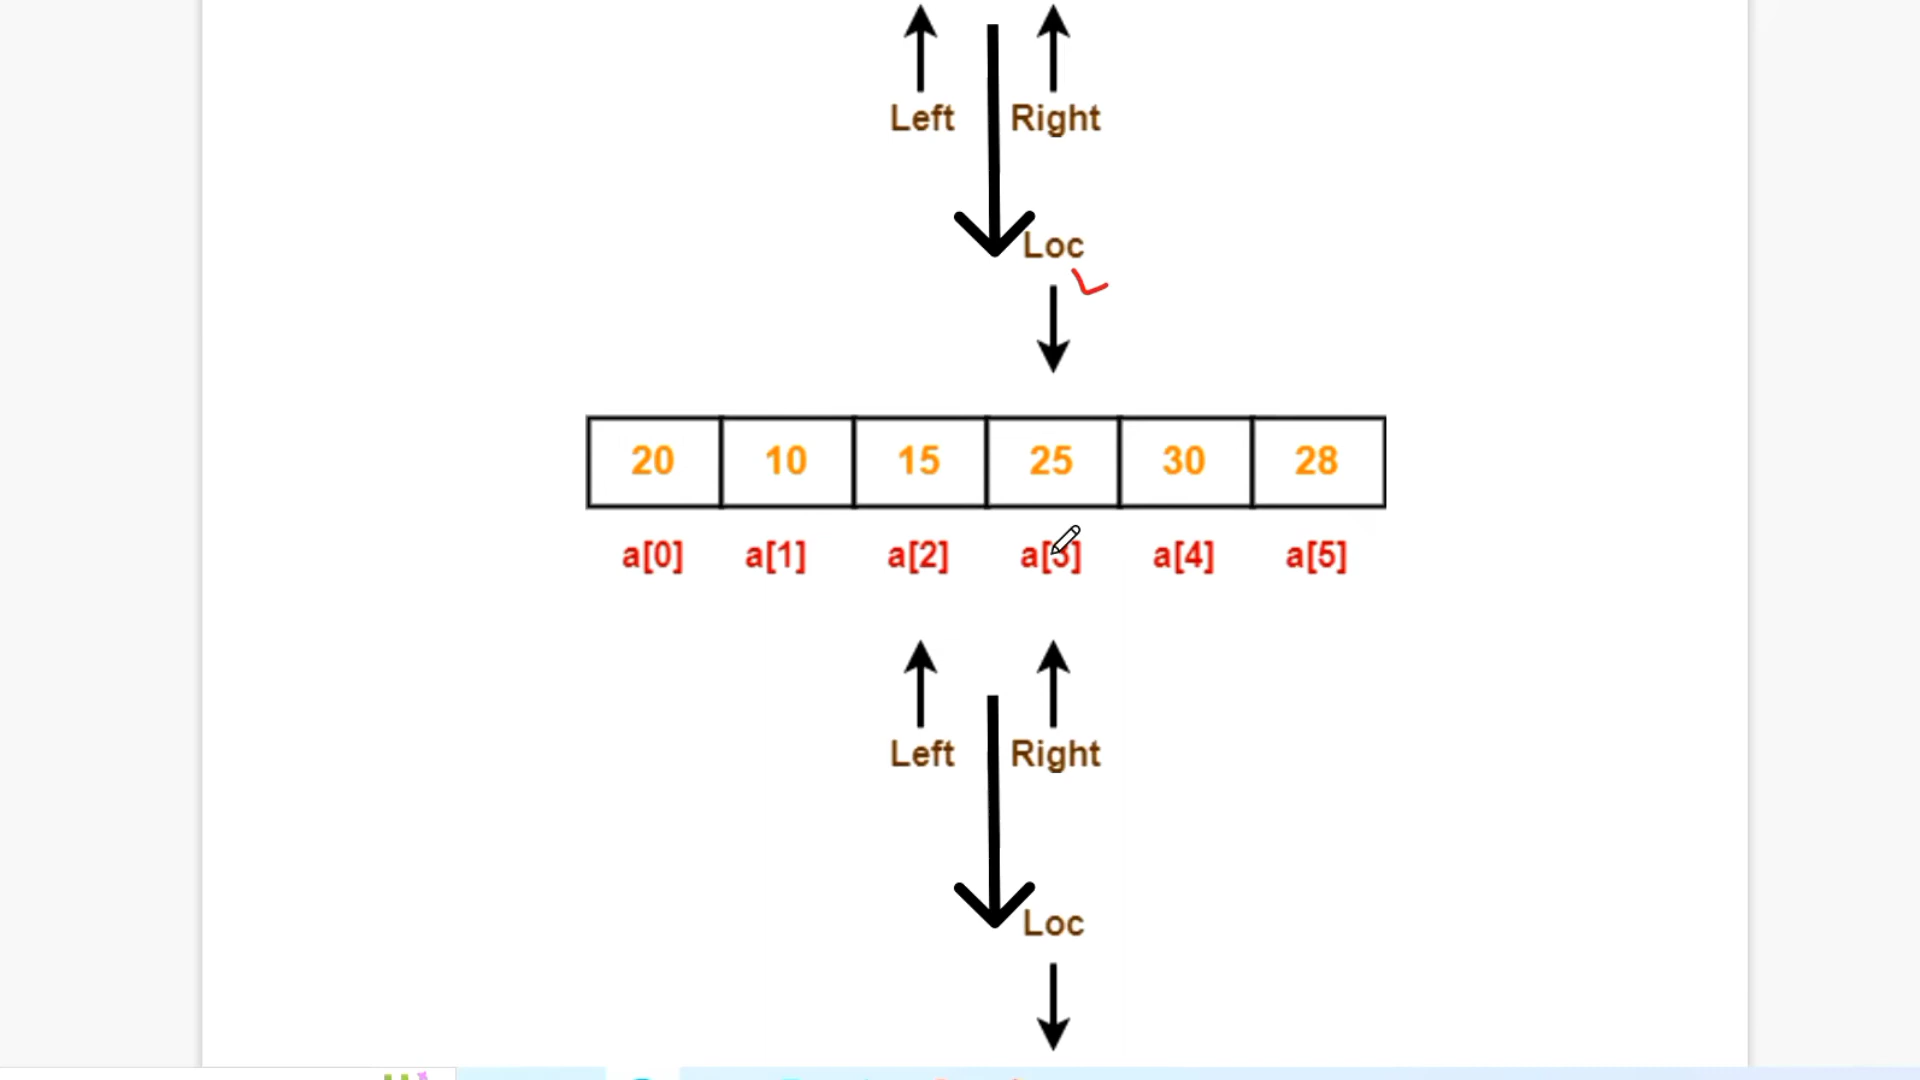 Left Right
Loc
20 10 15 25 30 28
a[0] a[1] a[2] a[3] a[4] a[5]
Left Right
Loc